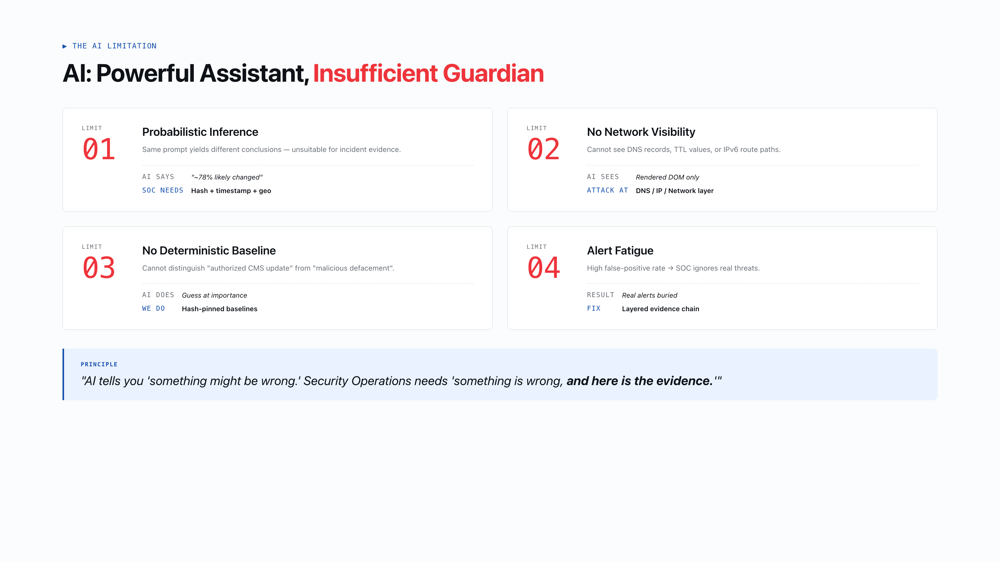 ▶ THE AI LIMITATION
AI: Powerful Assistant, Insufficient Guardian
LIMIT
01
Probabilistic Inference
Same prompt yields different conclusions — unsuitable for incident evidence.
AI SAYS "~78% likely changed"
SOC NEEDS Hash + timestamp + geo
LIMIT
02
No Network Visibility
Cannot see DNS records, TTL values, or IPv6 route paths.
AI SEES Rendered DOM only
ATTACK AT DNS / IP / Network layer
LIMIT
03
No Deterministic Baseline
Cannot distinguish "authorized CMS update" from "malicious defacement".
AI DOES Guess at importance
WE DO Hash-pinned baselines
LIMIT
04
Alert Fatigue
High false-positive rate → SOC ignores real threats.
RESULT Real alerts buried
FIX Layered evidence chain
PRINCIPLE
"AI tells you 'something might be wrong.' Security Operations needs 'something is wrong, and here is the evidence.'"